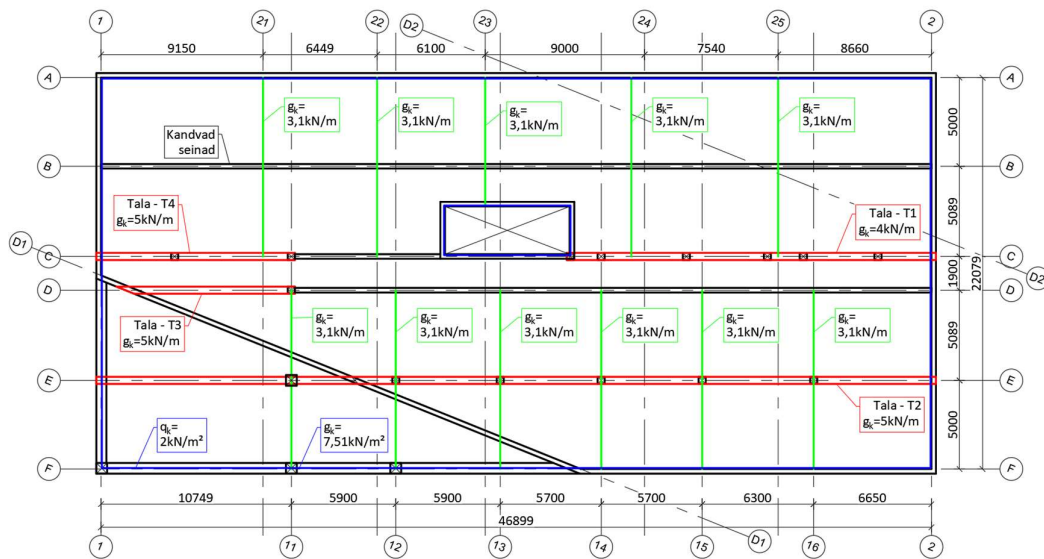 1
21
22
D2
23
24
25
2
9150
6449
6100
9000
7540
8660
A
A
gk=
3,1kN/m
gk=
3,1kN/m
gk=
3,1kN/m
gk=
3,1kN/m
gk=
3,1kN/m
5000
Kandvad
seinad
B
B
Tala - T4
gk=5kN/m
Tala - T1
gk=4kN/m
5089
D1
C
C
D2
1900
22079
D
D
Tala - T3
gk=5kN/m
gk=
3,1kN/m
gk=
3,1kN/m
gk=
3,1kN/m
gk=
3,1kN/m
gk=
3,1kN/m
gk=
3,1kN/m
5089
E
E
Tala - T2
gk=5kN/m
qk=
2kN/m²
gk=
7,51kN/m²
5000
F
F
10749
5900
5900
5700
5700
6300
6650
46899
1
11
12
13
14
15
D1
16
2